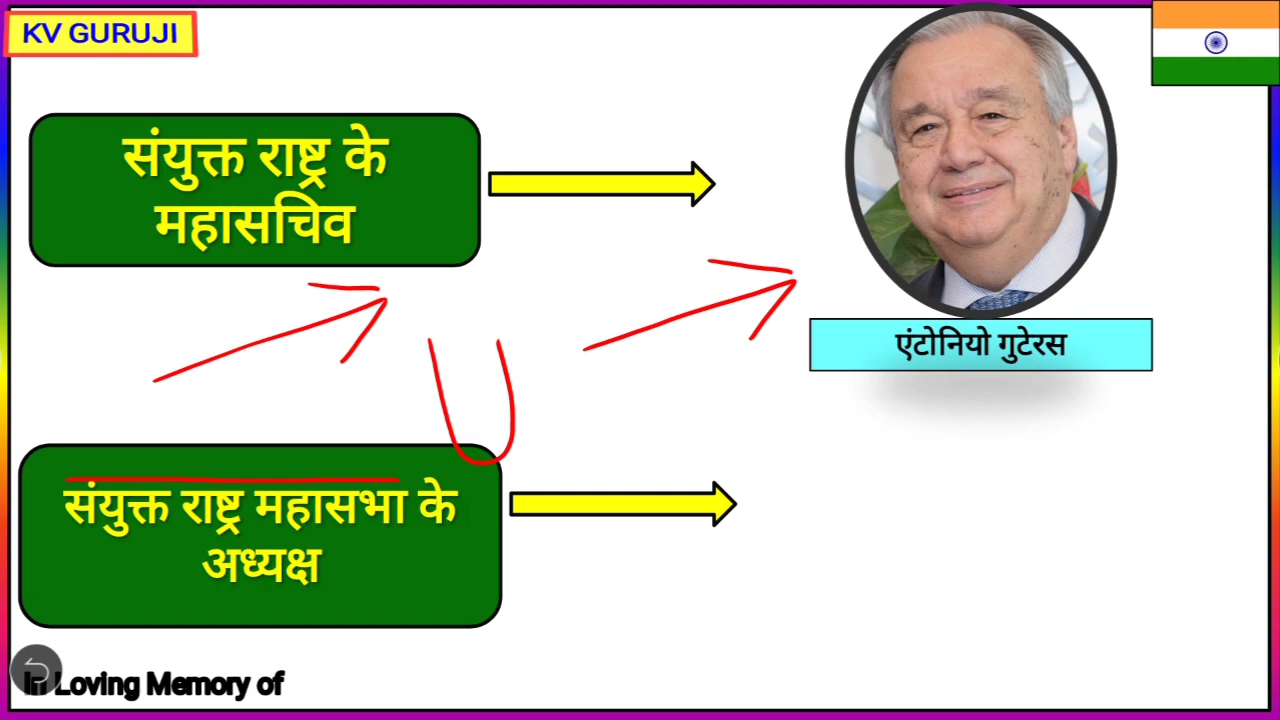 KV GURUJI
संयुक्त राष्ट्र के
महासचिव
एंटोनियो गुटेरस
U
संयुक्त राष्ट्र महासभा के
अध्यक्ष
In Loving Memory of